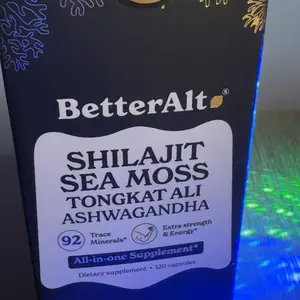 BetterAlt®
SHILAJIT
SEA MOSS
TONGKAT ALI
ASHWAGANDHA
92 Trace Minerals* Extra strength & Energy*
All-in-one Supplement*
Dietary supplement • 120 capsules